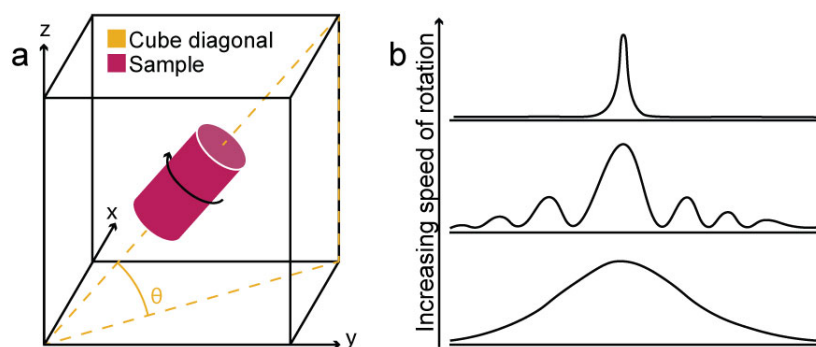 a
z
Cube diagonal
Sample
x
θ
y
b
Increasing speed of rotation